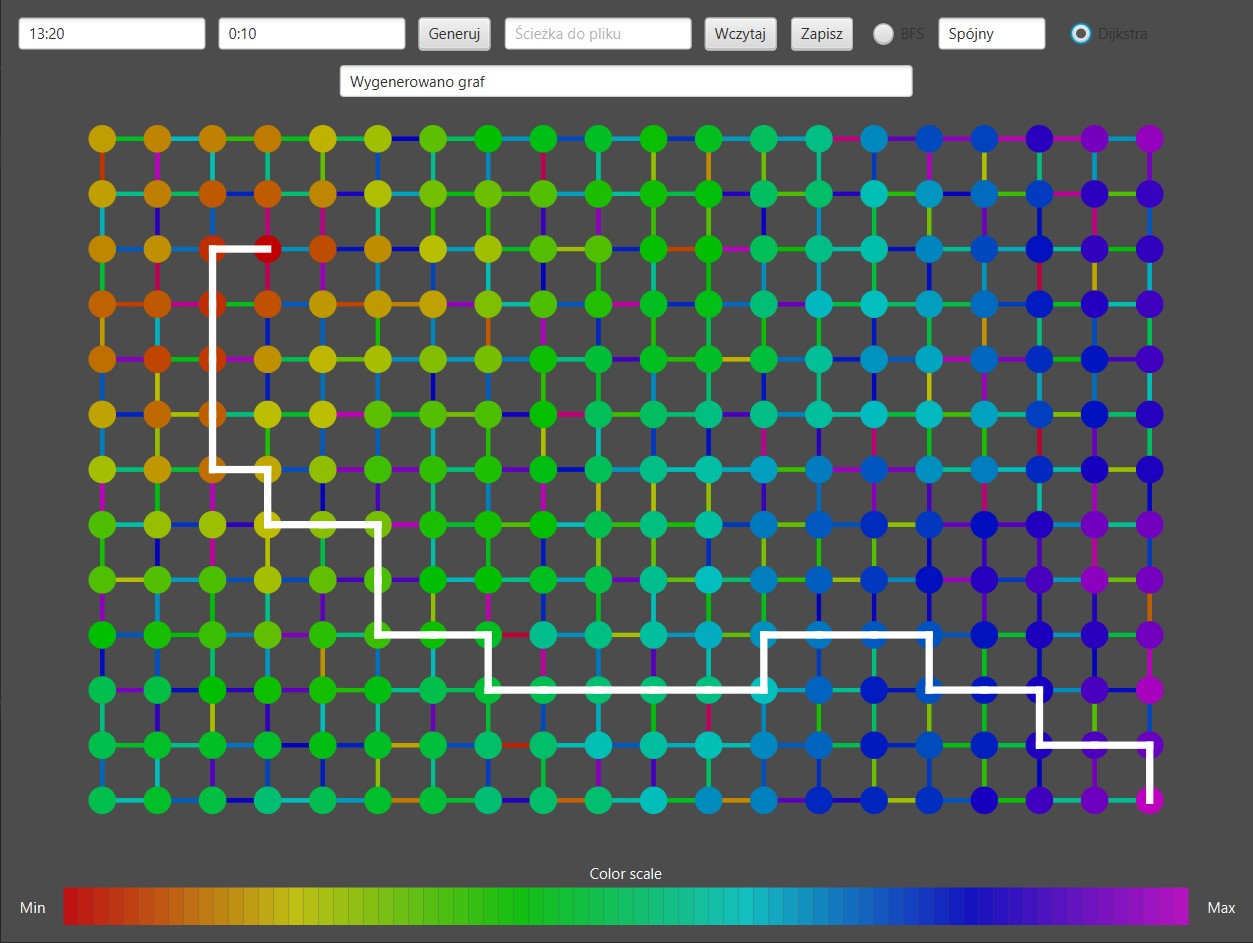 13:20 0:10 Generuj Ścieżka do pliku Wczytaj Zapisz BFS Spójny Dijkstra
Wygenerowano graf
Color scale
Min Max